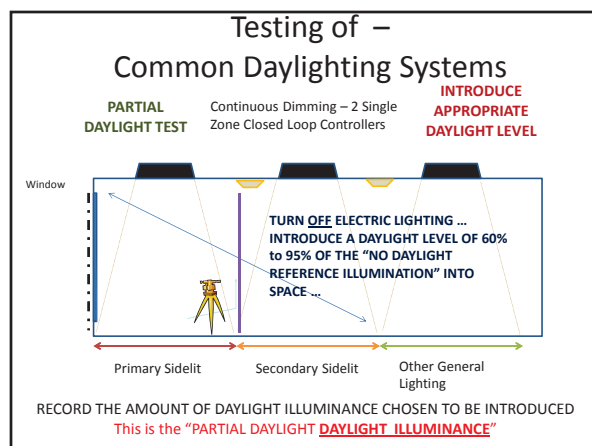 Testing of –
Common Daylighting Systems
PARTIAL
DAYLIGHT TEST
Continuous Dimming – 2 Single
Zone Closed Loop Controllers
INTRODUCE
APPROPRIATE
DAYLIGHT LEVEL
Window
TURN OFF ELECTRIC LIGHTING ...
INTRODUCE A DAYLIGHT LEVEL OF 60%
to 95% OF THE “NO DAYLIGHT
REFERENCE ILLUMINATION” INTO
SPACE ...
Primary Sidelit
Secondary Sidelit
Other General
Lighting
RECORD THE AMOUNT OF DAYLIGHT ILLUMINANCE CHOSEN TO BE INTRODUCED
This is the “PARTIAL DAYLIGHT DAYLIGHT ILLUMINANCE”